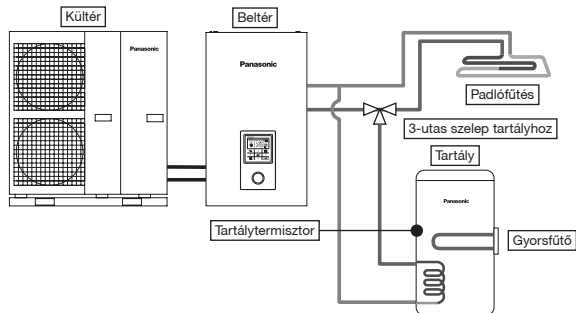 Kültér
Beltér
Panasonic
Panasonic
Padlófűtés
3-utas szelep tartályhoz
Tartály
Panasonic
Tartálytermisztor
Gyorsfűtő